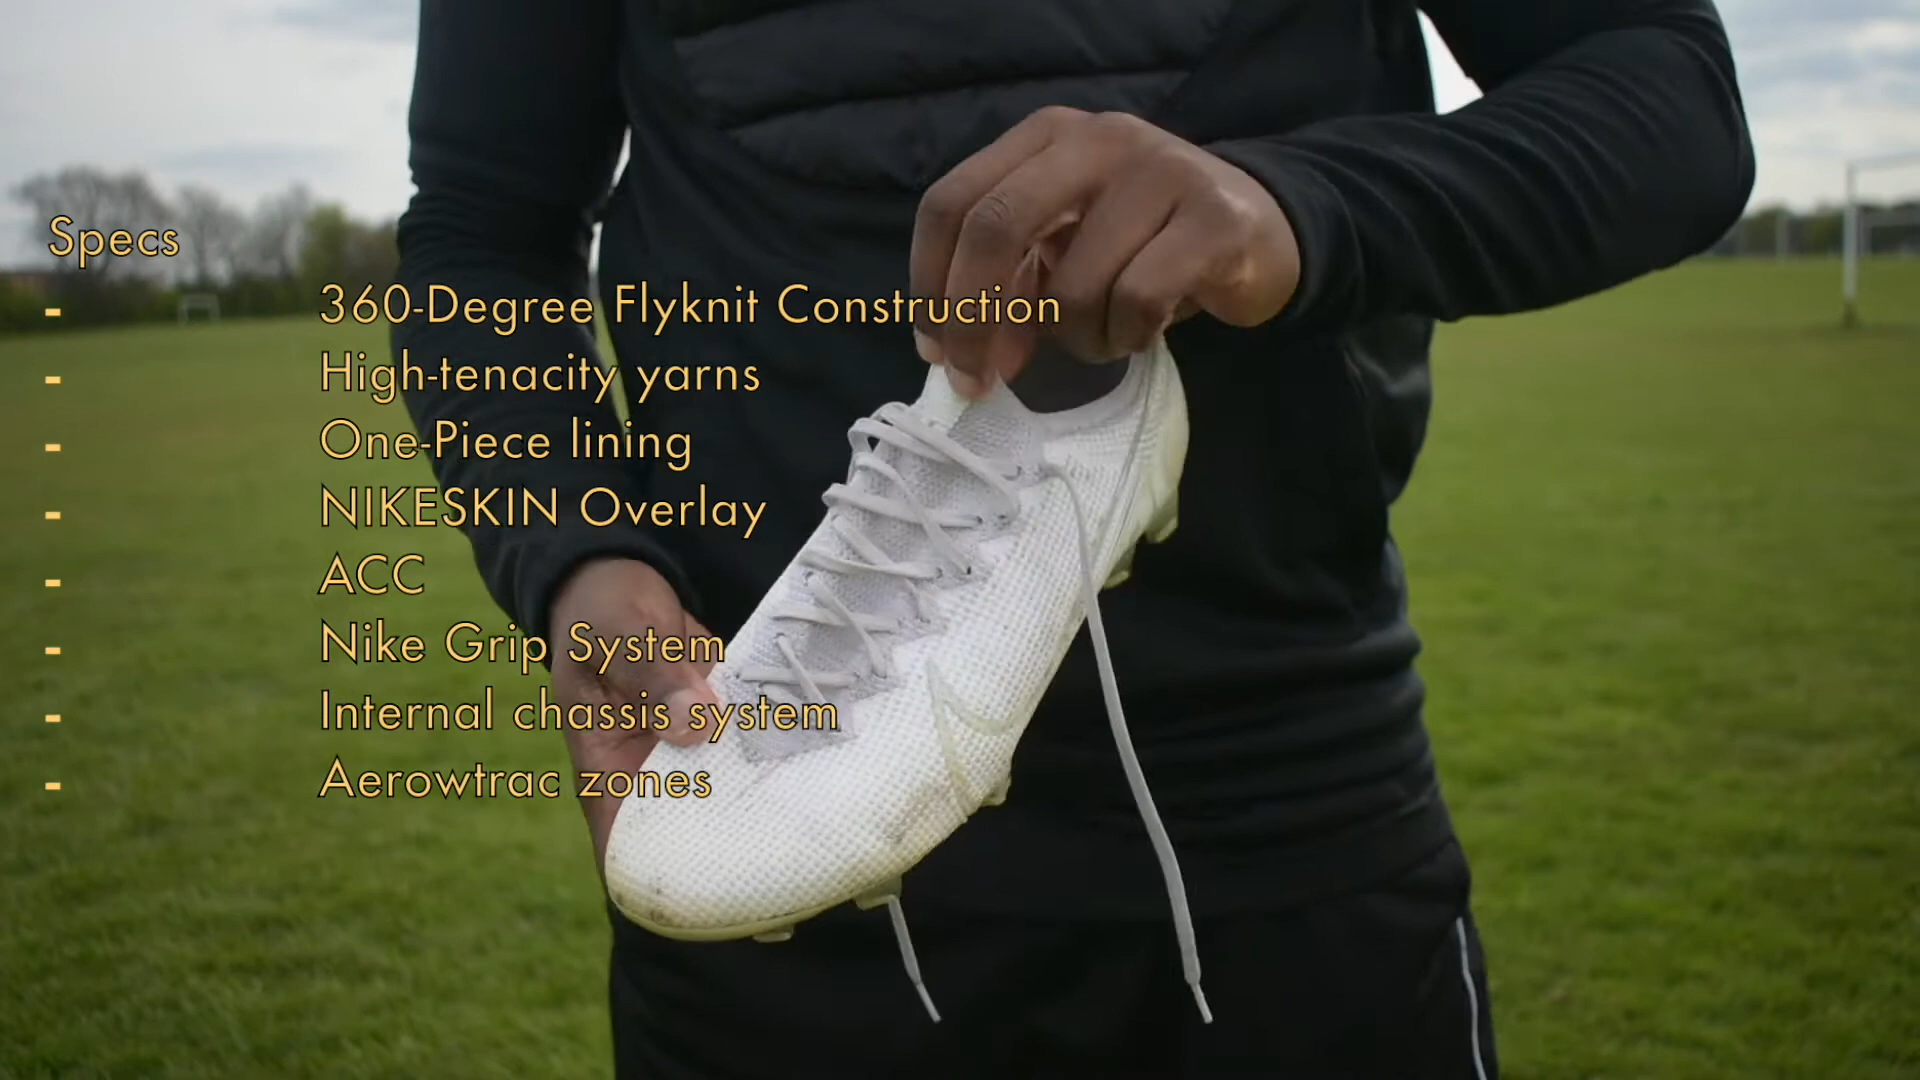 Specs
- 360-Degree Flyknit Construction
- High-tenacity yarns
- One-Piece lining
- NIKESKIN Overlay
- ACC
- Nike Grip System
- Internal chassis system
- Aerowtrac zones